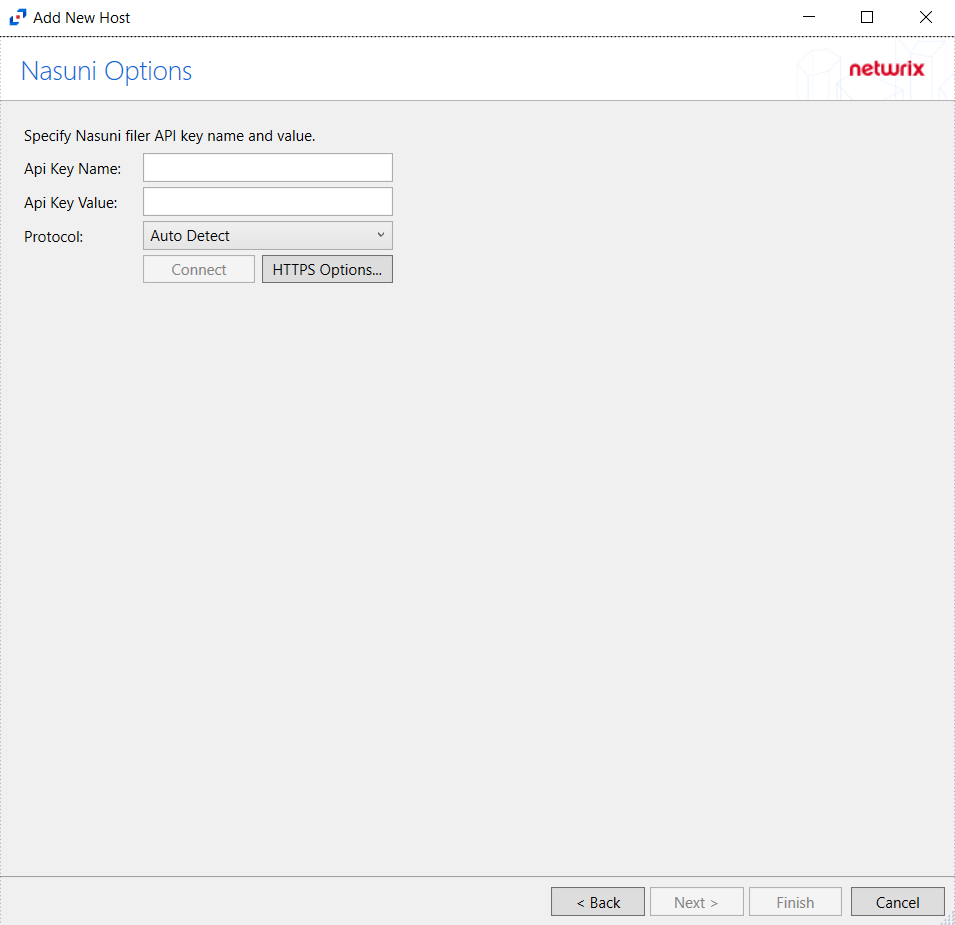 Add New Host
Nasuni Options
netwrix
Specify Nasuni filer API key name and value.
Api Key Name:
Api Key Value:
Protocol: Auto Detect
Connect HTTPS Options...
< Back Next > Finish Cancel